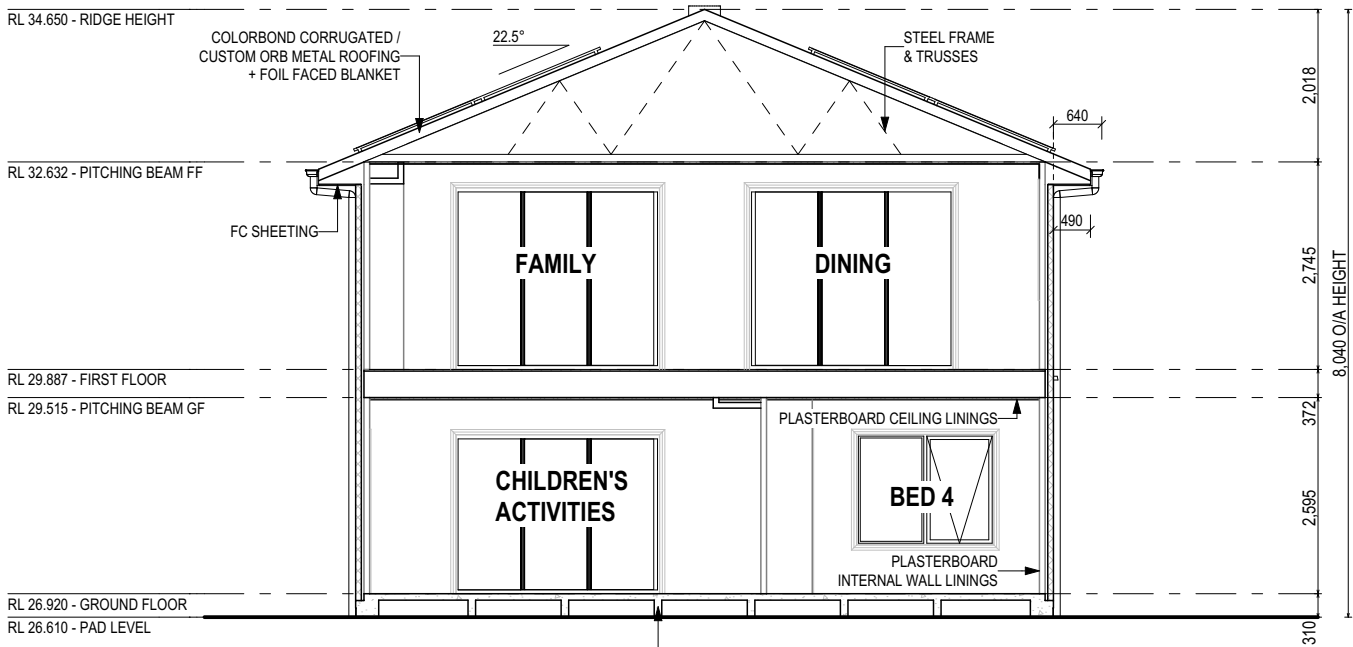 RL 34.650 - RIDGE HEIGHT
COLORBOND CORRUGATED /
CUSTOM ORB METAL ROOFING
+ FOIL FACED BLANKET
22.5°
STEEL FRAME
& TRUSSES
2,018
640
RL 32.632 - PITCHING BEAM FF
FC SHEETING
490
FAMILY
DINING
2,745
8,040 O/A HEIGHT
RL 29.887 - FIRST FLOOR
RL 29.515 - PITCHING BEAM GF
372
PLASTERBOARD CEILING LININGS
CHILDREN'S
ACTIVITIES
BED 4
2,595
PLASTERBOARD
INTERNAL WALL LININGS
RL 26.920 - GROUND FLOOR
RL 26.610 - PAD LEVEL
310